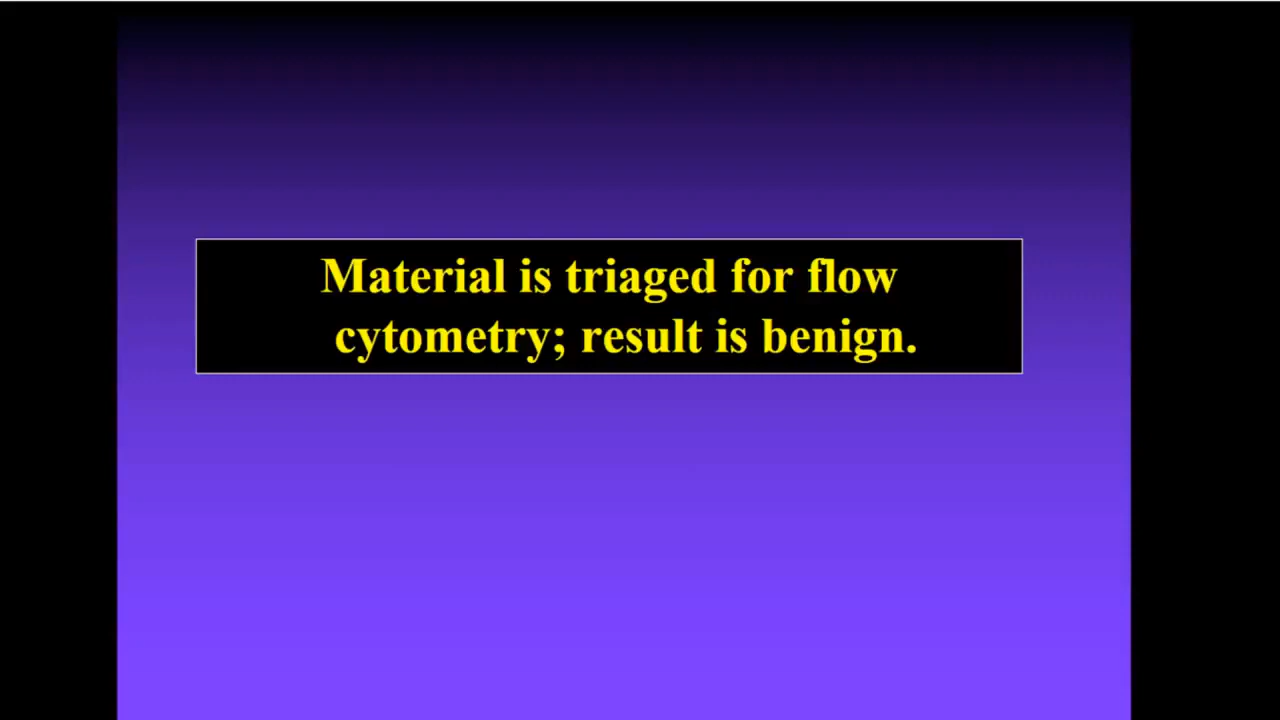 Material is triaged for flow
cytometry; result is benign.